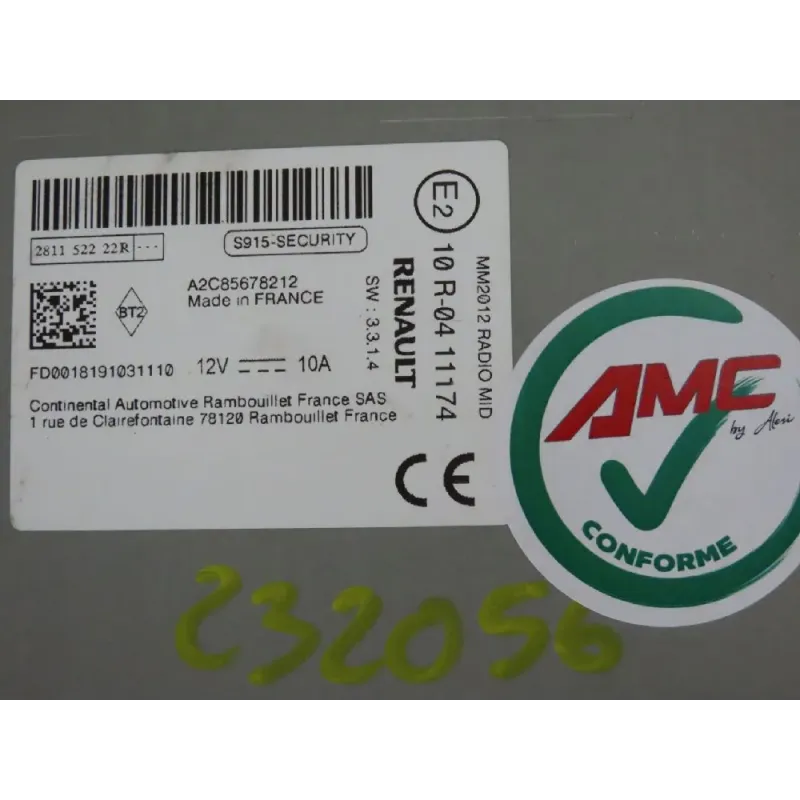 2811 522 22R ---
S915-SECURITY
BT2
A2C85678212
Made in FRANCE
FD0018191031110
12V 10A
Continental Automotive Rambouillet France SAS
1 rue de Clairefontaine 78120 Rambouillet France
SW : 3.3.1.4
RENAULT
E2
10 R-04 11174
MM2012 RADIO MID
CE
AMC
by Alesi
CONFORME
232056